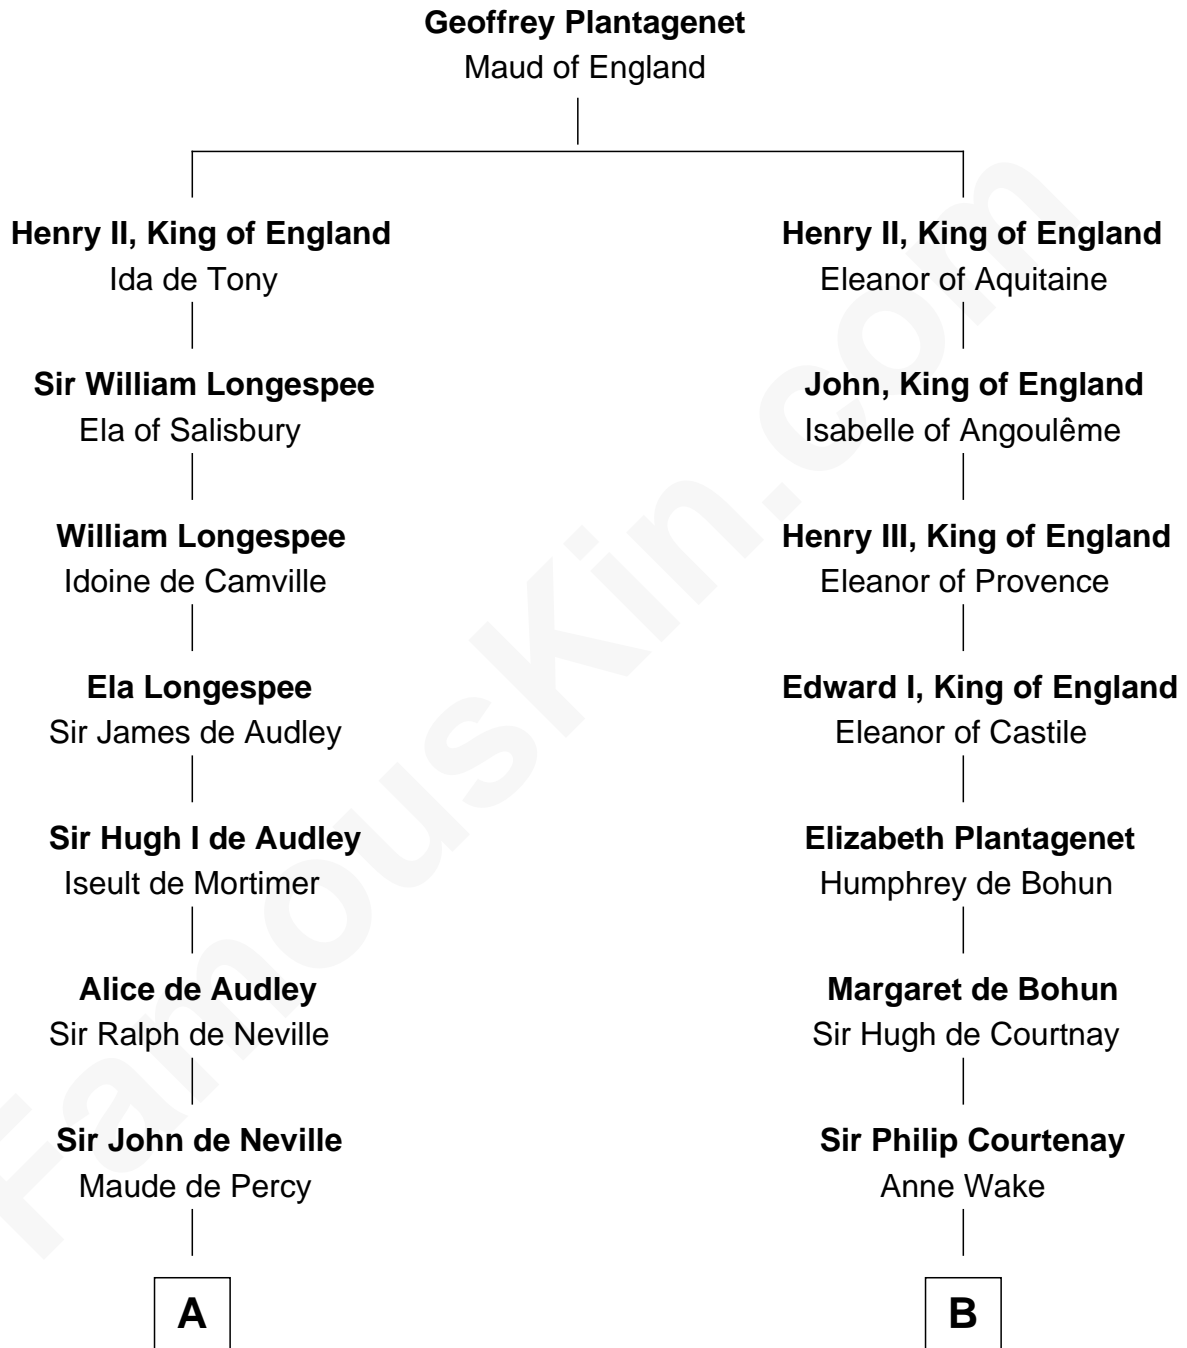 Geoffrey Plantagenet
Maud of England
Henry II, King of England
Ida de Tony
Sir William Longespee
Ela of Salisbury
William Longespee
Idoine de Camville
Ela Longespee
Sir James de Audley
Sir Hugh I de Audley
Iseult de Mortimer
Alice de Audley
Sir Ralph de Neville
Sir John de Neville
Maude de Percy
A
Henry II, King of England
Eleanor of Aquitaine
John, King of England
Isabelle of Angoulême
Henry III, King of England
Eleanor of Provence
Edward I, King of England
Eleanor of Castile
Elizabeth Plantagenet
Humphrey de Bohun
Margaret de Bohun
Sir Hugh de Courtnay
Sir Philip Courtenay
Anne Wake
B
FamousKin.com